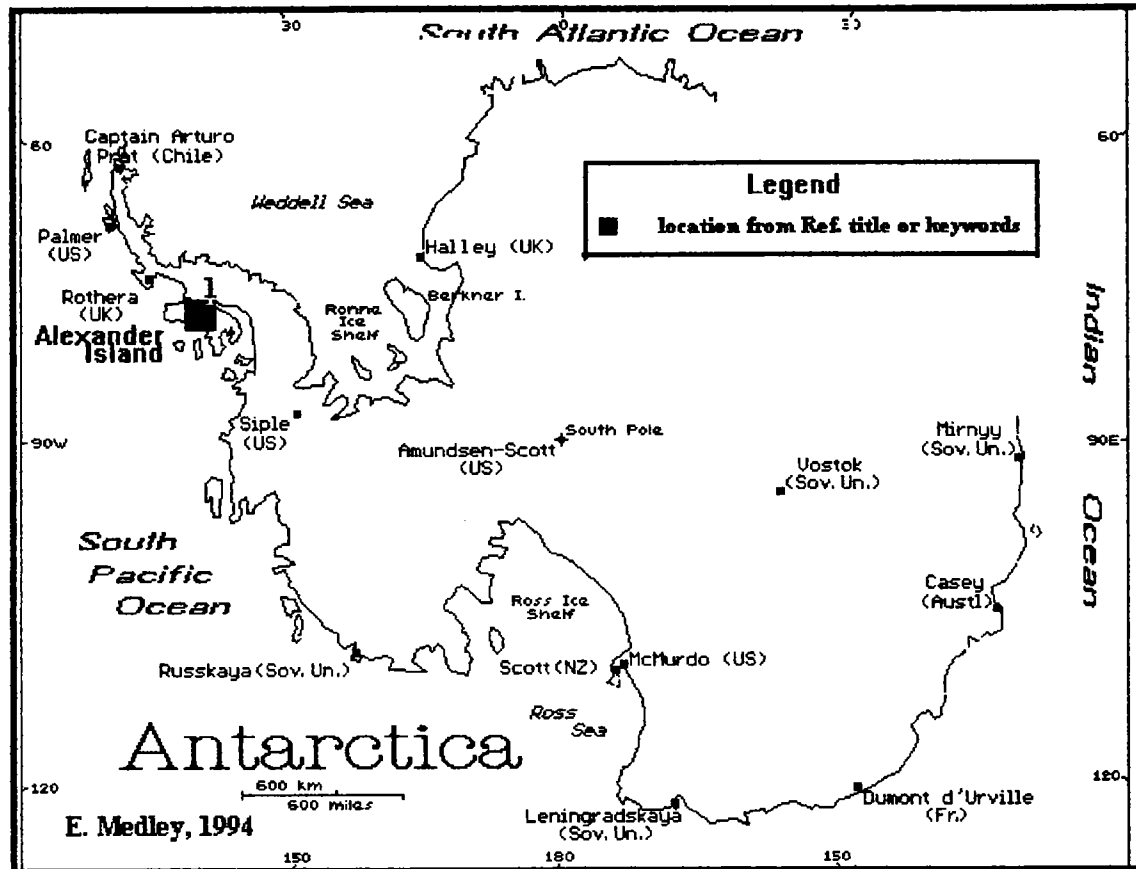 30
0
South Atlantic Ocean
60
60
Captain Arturo
Prat (Chile)
Legend
location from Ref. title or keywords
Weddell Sea
Palmer
(US)
Halley (UK)
Rothera
(UK)
1
Berkner I.
Ronne
Ice
Shelf
Alexander
Island
Indian
Ocean
Siple
(US)
South Pole
Amundsen-Scott
(US)
90W
90E
Mirnyy
(Sov. Un.)
Vostok
(Sov. Un.)
South
Pacific
Ocean
Casey
(Austl)
Ross Ice
Shelf
Russkaya (Sov. Un.)
Scott (NZ)
McMurdo (US)
Ross
Sea
Antarctica
600 km
600 miles
120
120
Dumont d'Urville
(Fr.)
Leningradskaya
(Sov. Un.)
E. Medley, 1994
150
180
150